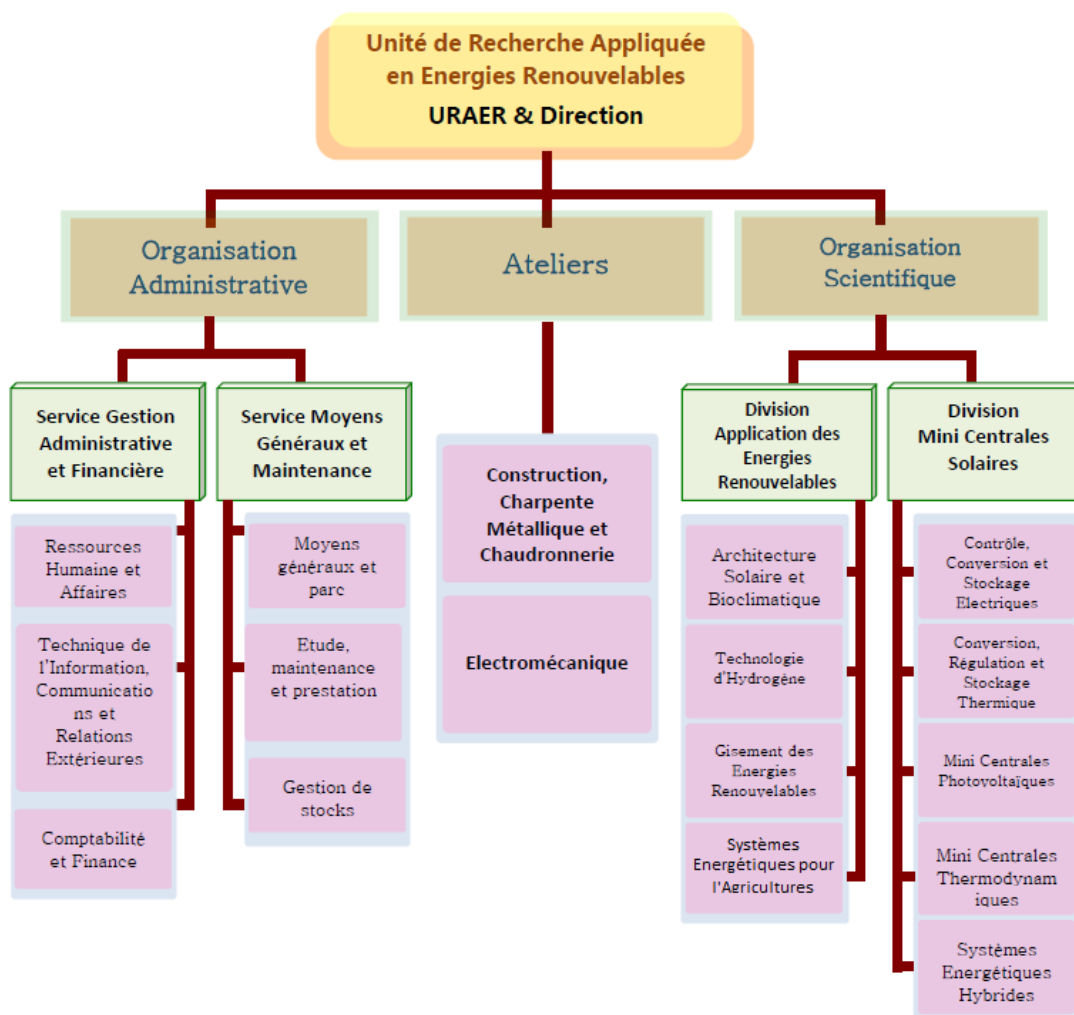 Unité de Recherche Appliquée
en Energies Renouvelables
URAER & Direction
Organisation
Administrative
Ateliers
Organisation
Scientifique
Service Gestion
Administrative
et Financière
Service Moyens
Généraux et
Maintenance
Construction,
Charpente
Métallique et
Chaudronnerie
Electromécanique
Division
Application des
Energies
Renouvelables
Division
Mini Centrales
Solaires
Ressources
Humaine et
Affaires
Technique de
l'Information,
Communicatio
ns et
Relations
Extérieures
Comptabilité
et Finance
Moyens
généraux et
parc
Etude,
maintenance
et prestation
Gestion de
stocks
Architecture
Solaire et
Bioclimatique
Technologie
d'Hydrogène
Gisement des
Energies
Renouvelables
Systèmes
Energétiques pour
l'Agricultures
Contrôle,
Conversion et
Stockage
Electriques
Conversion,
Régulation et
Stockage
Thermique
Mini Centrales
Photovoltaïques
Mini Centrales
Thermodynam
iques
Systèmes
Energétiques
Hybrides